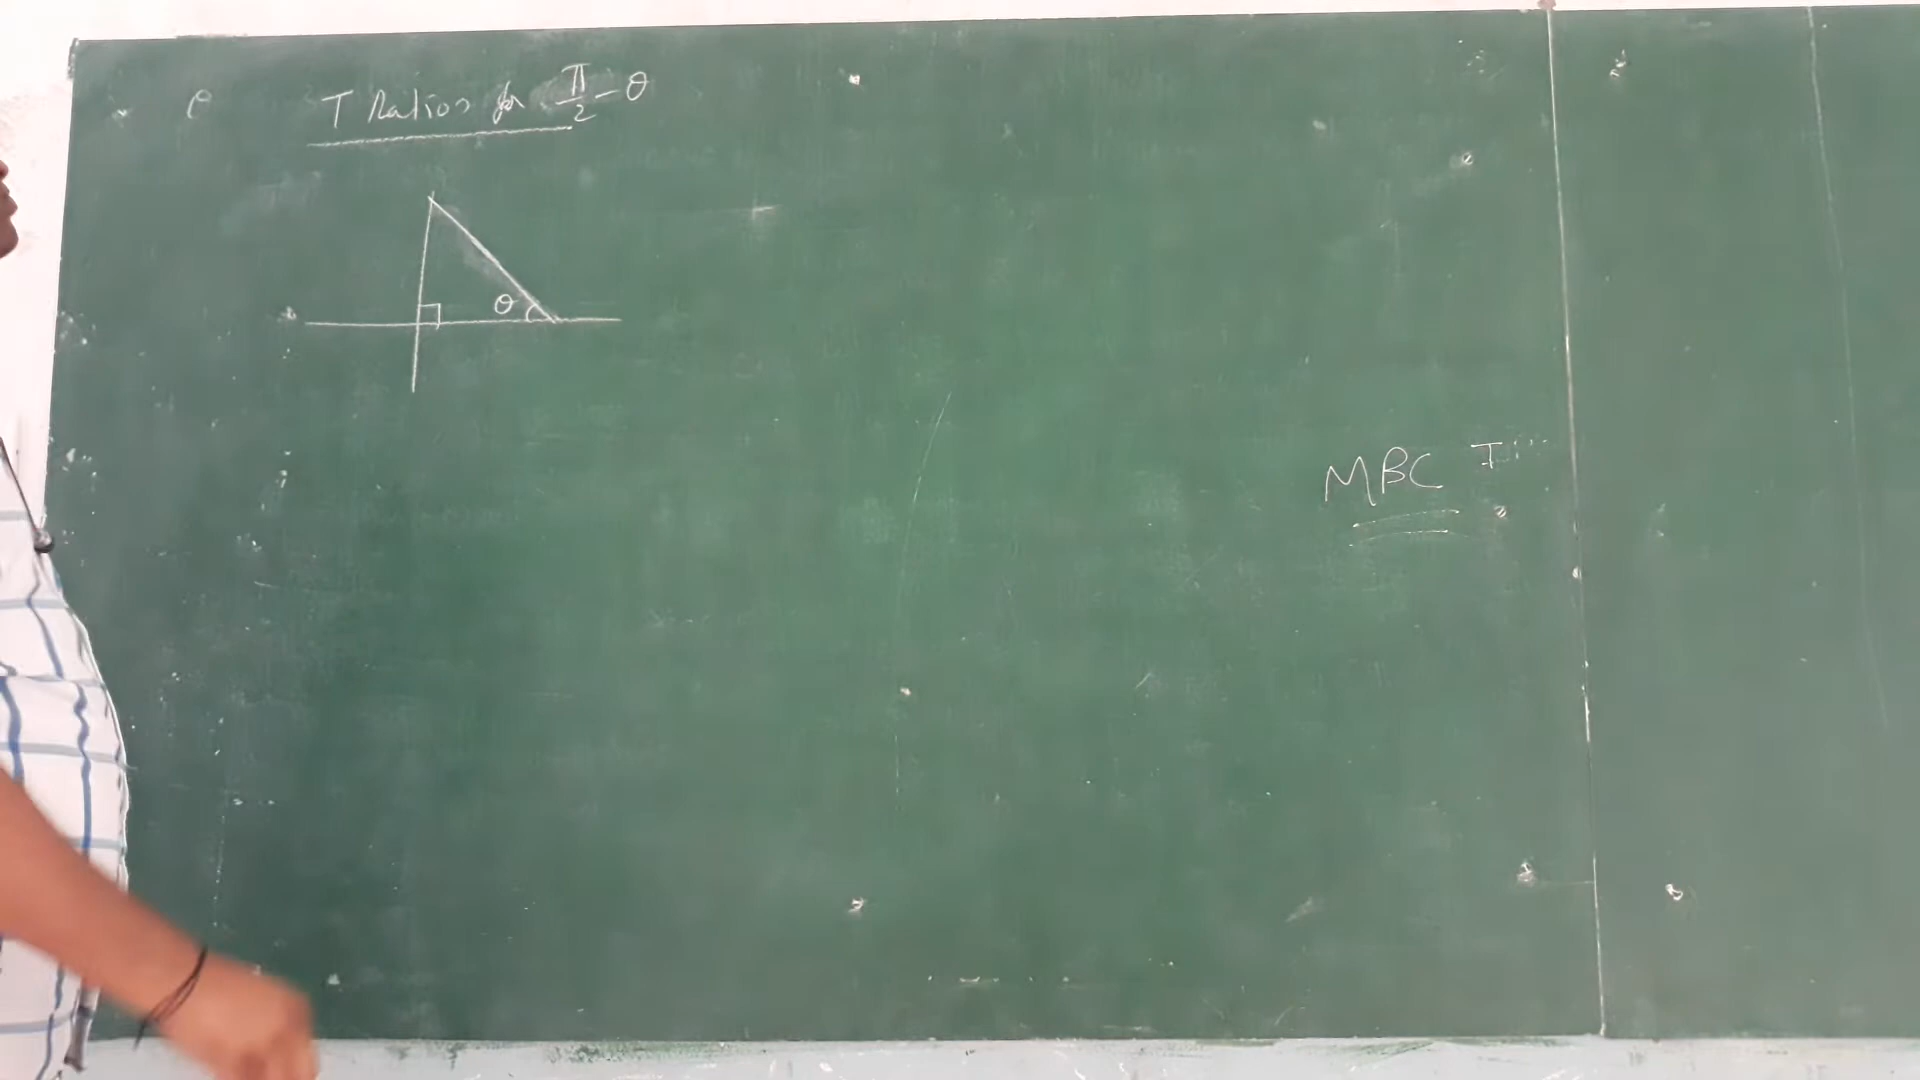 T Ratios for π/2 - θ
θ
MBC